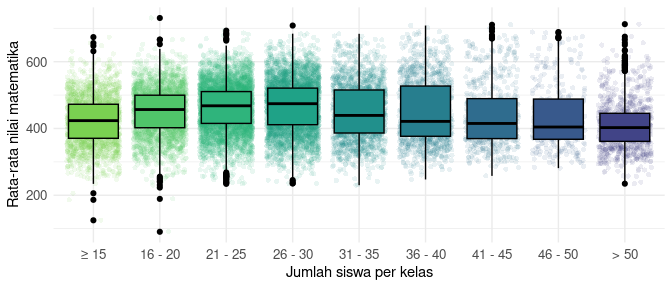 Rata-rata nilai matematika
600
400
200
≥ 15
16 - 20
21 - 25
26 - 30
31 - 35
36 - 40
41 - 45
46 - 50
> 50
Jumlah siswa per kelas